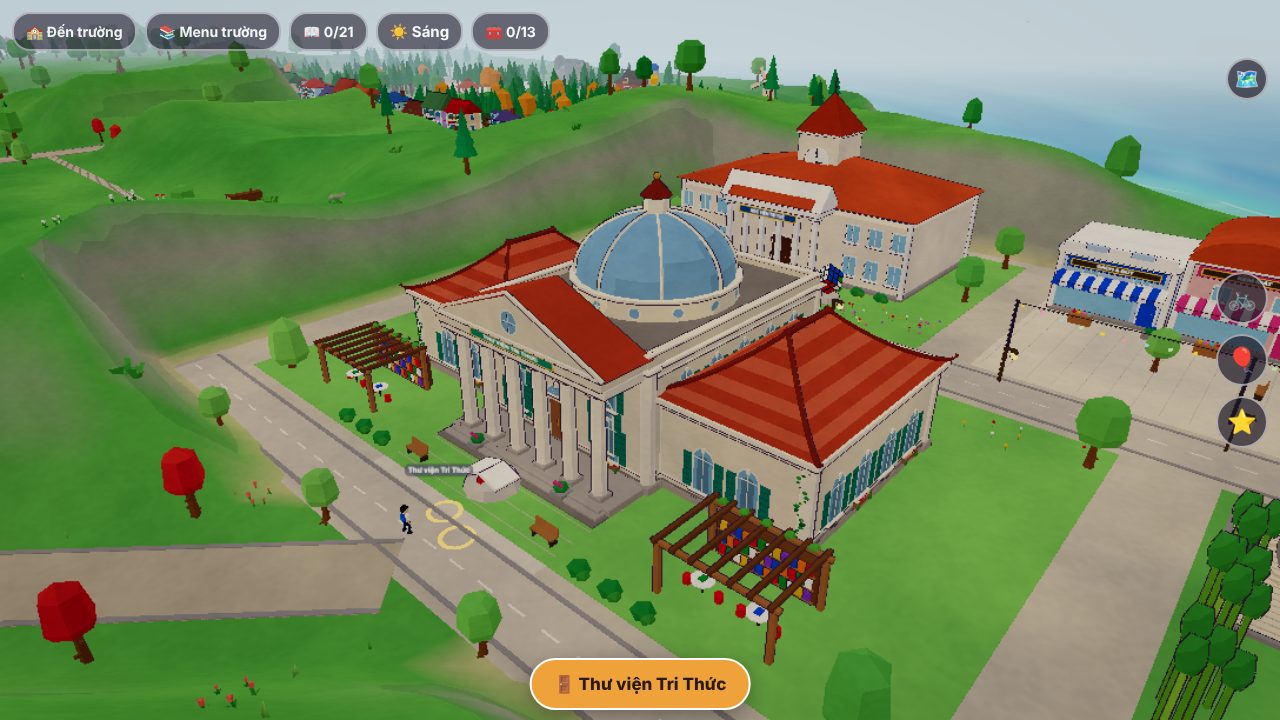 Đến trường
Menu trường
0/21
Sáng
0/13
Thư viện Tri Thức
Thư viện Tri Thức